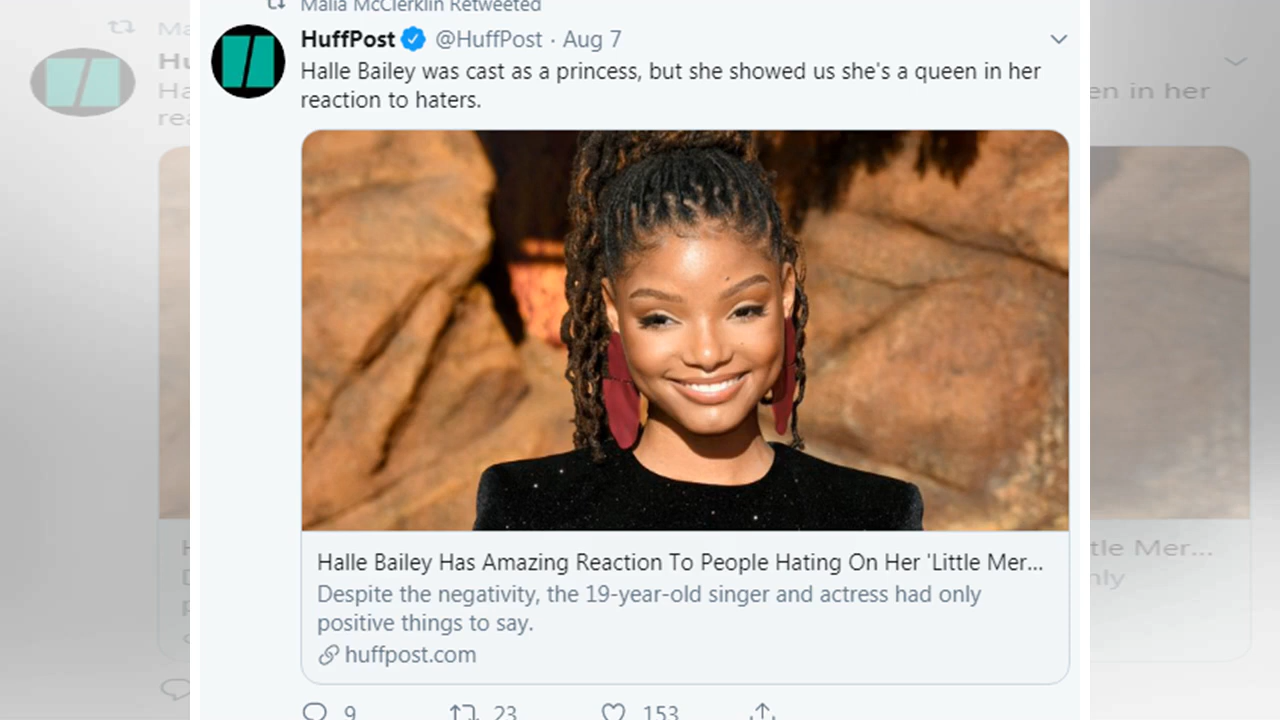 Malia McClerklin Retweeted
HuffPost @HuffPost · Aug 7
Halle Bailey was cast as a princess, but she showed us she's a queen in her
reaction to haters.
Halle Bailey Has Amazing Reaction To People Hating On Her 'Little Mer...
Despite the negativity, the 19-year-old singer and actress had only
positive things to say.
huffpost.com
9 23 153